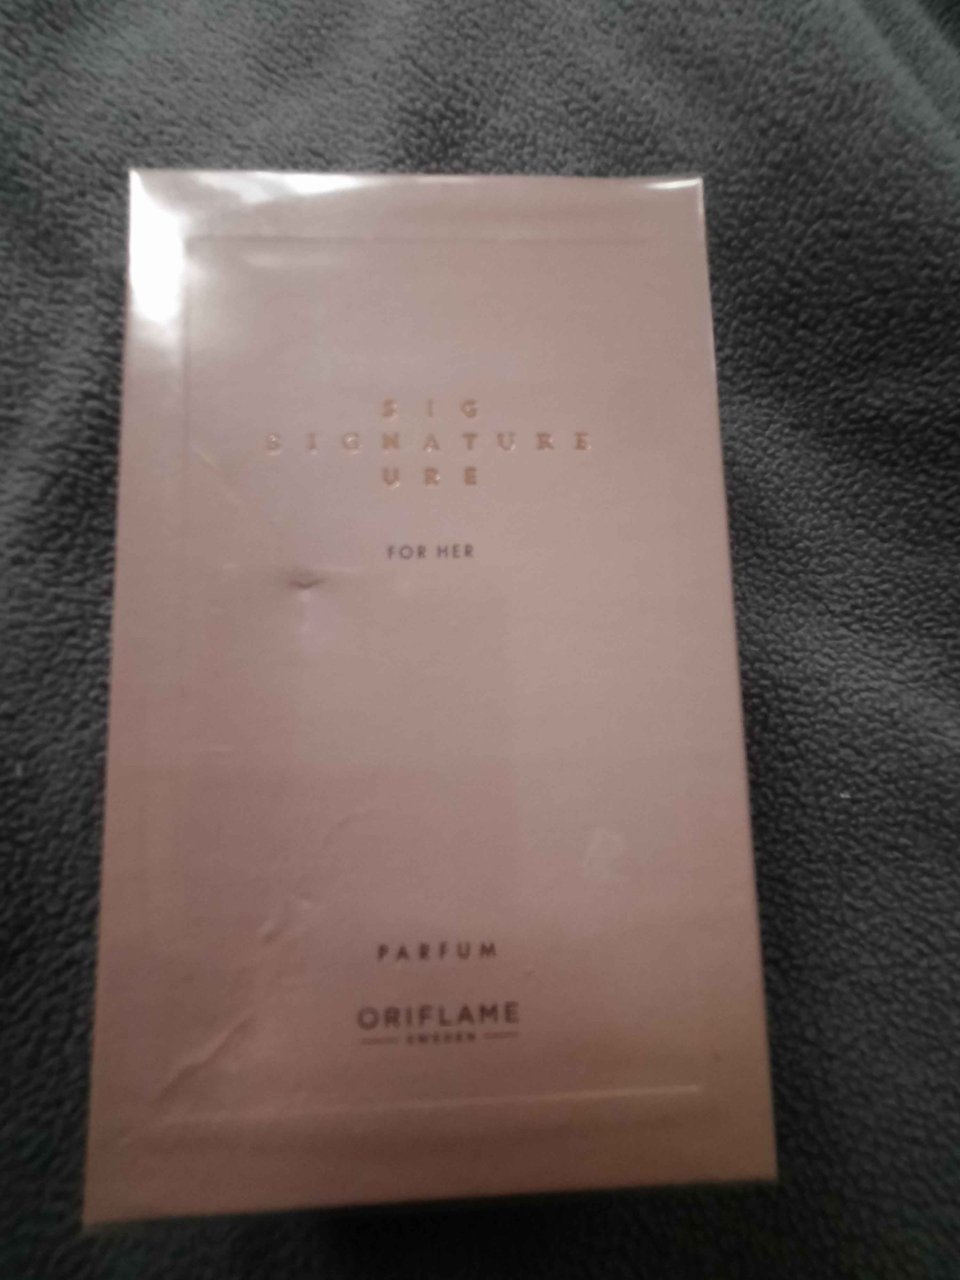 SIG
SIGNATURE
URE
FOR HER
PARFUM
ORIFLAME
SWEDEN